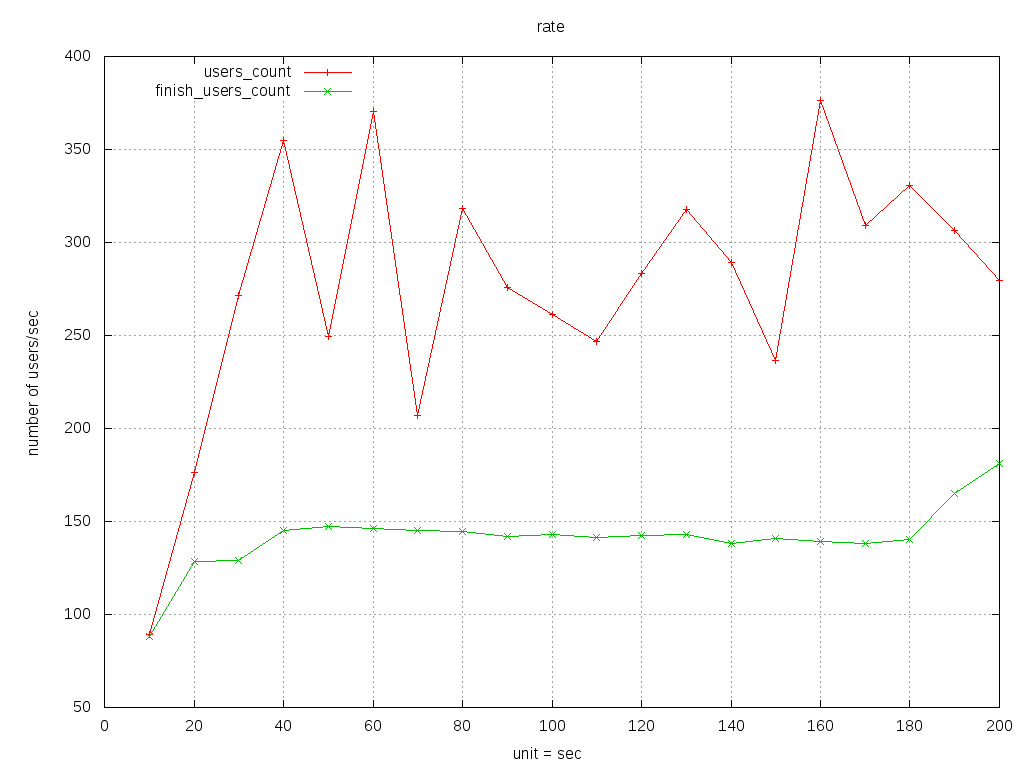 rate
400
350
300
250
200
150
100
50
users_count
finish_users_count
number of users/sec
0 20 40 60 80 100 120 140 160 180 200
unit = sec